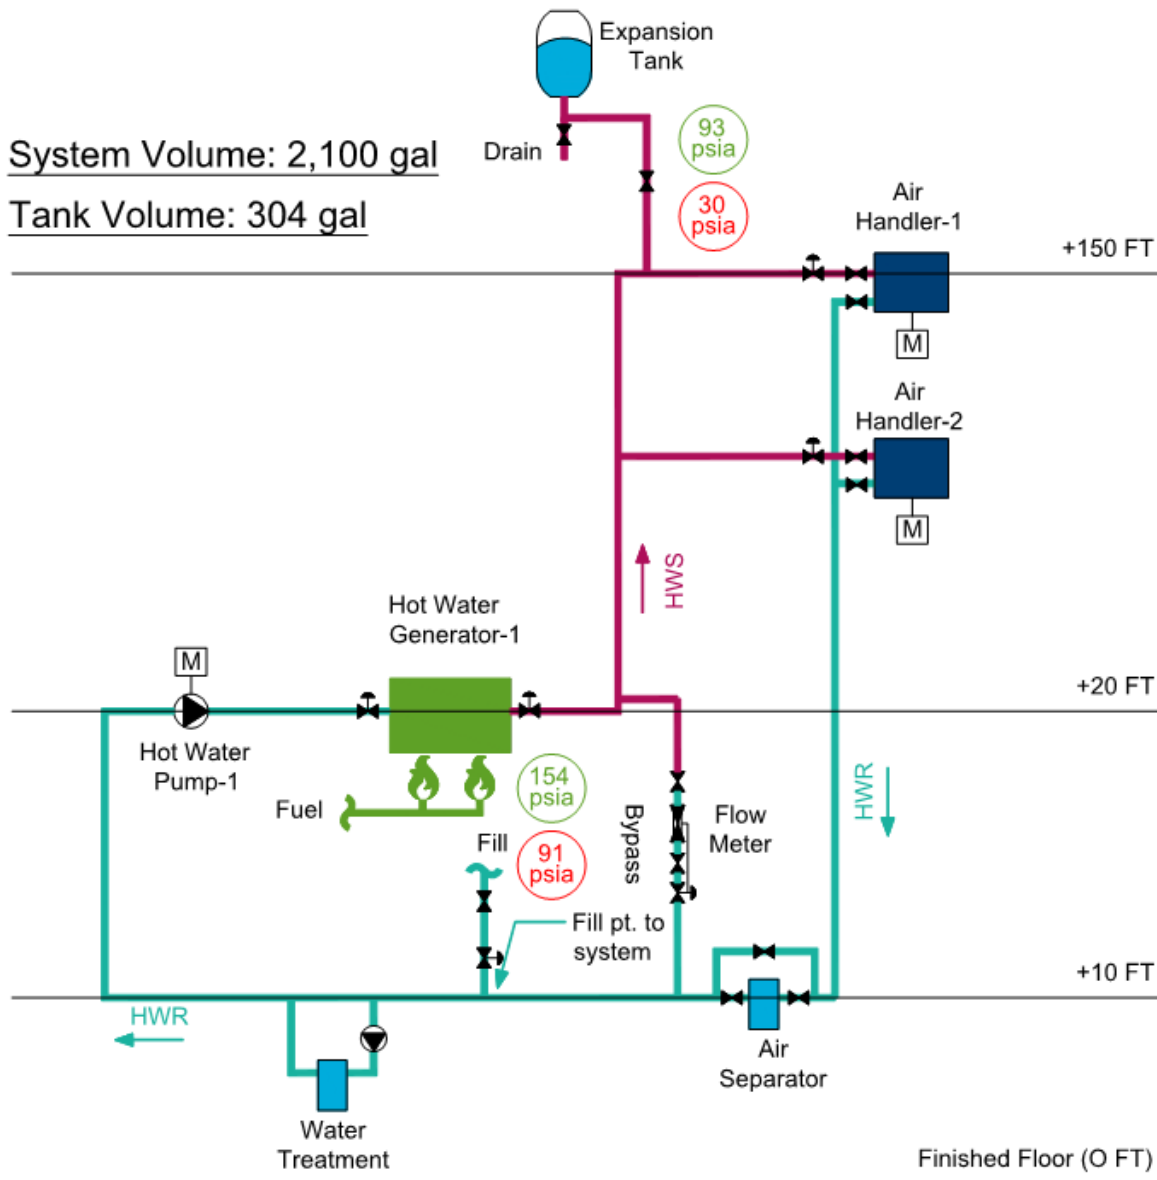 Expansion
Tank
93
psia
System Volume: 2,100 gal
Drain
Tank Volume: 304 gal
30
psia
Air
Handler-1
+150 FT
M
Air
Handler-2
M
HWS
Hot Water
Generator-1
M
+20 FT
Hot Water
Pump-1
154
psia
Fuel
HWR
Bypass
Flow
Meter
Fill
91
psia
Fill pt. to
system
+10 FT
HWR
Air
Separator
Water
Treatment
Finished Floor (O FT)